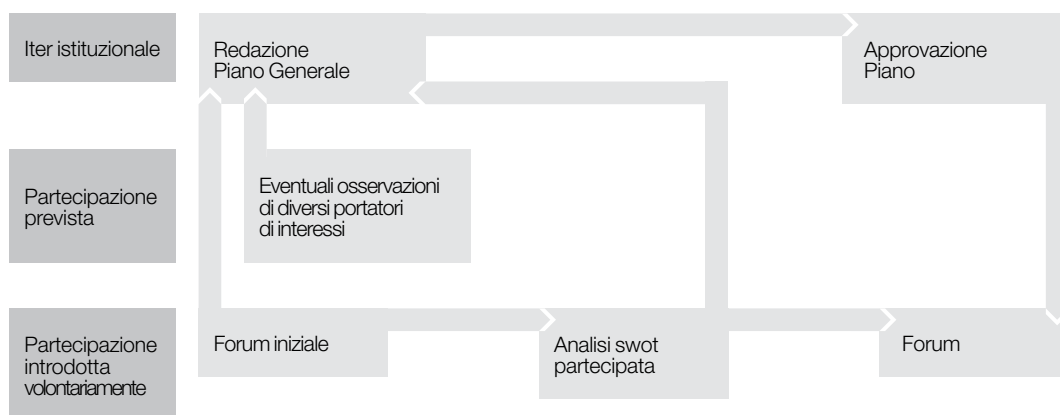 Iter istituzionale
Redazione
Piano Generale
Approvazione
Piano
Partecipazione
prevista
Eventuali osservazioni
di diversi portatori
di interessi
Partecipazione
introdotta
volontariamente
Forum iniziale
Analisi swot
partecipata
Forum